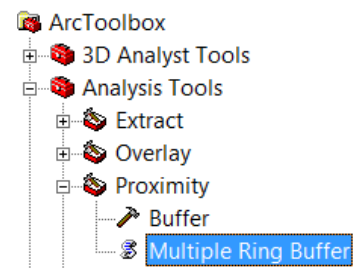 ArcToolbox
3D Analyst Tools
Analysis Tools
Extract
Overlay
Proximity
Buffer
Multiple Ring Buffer